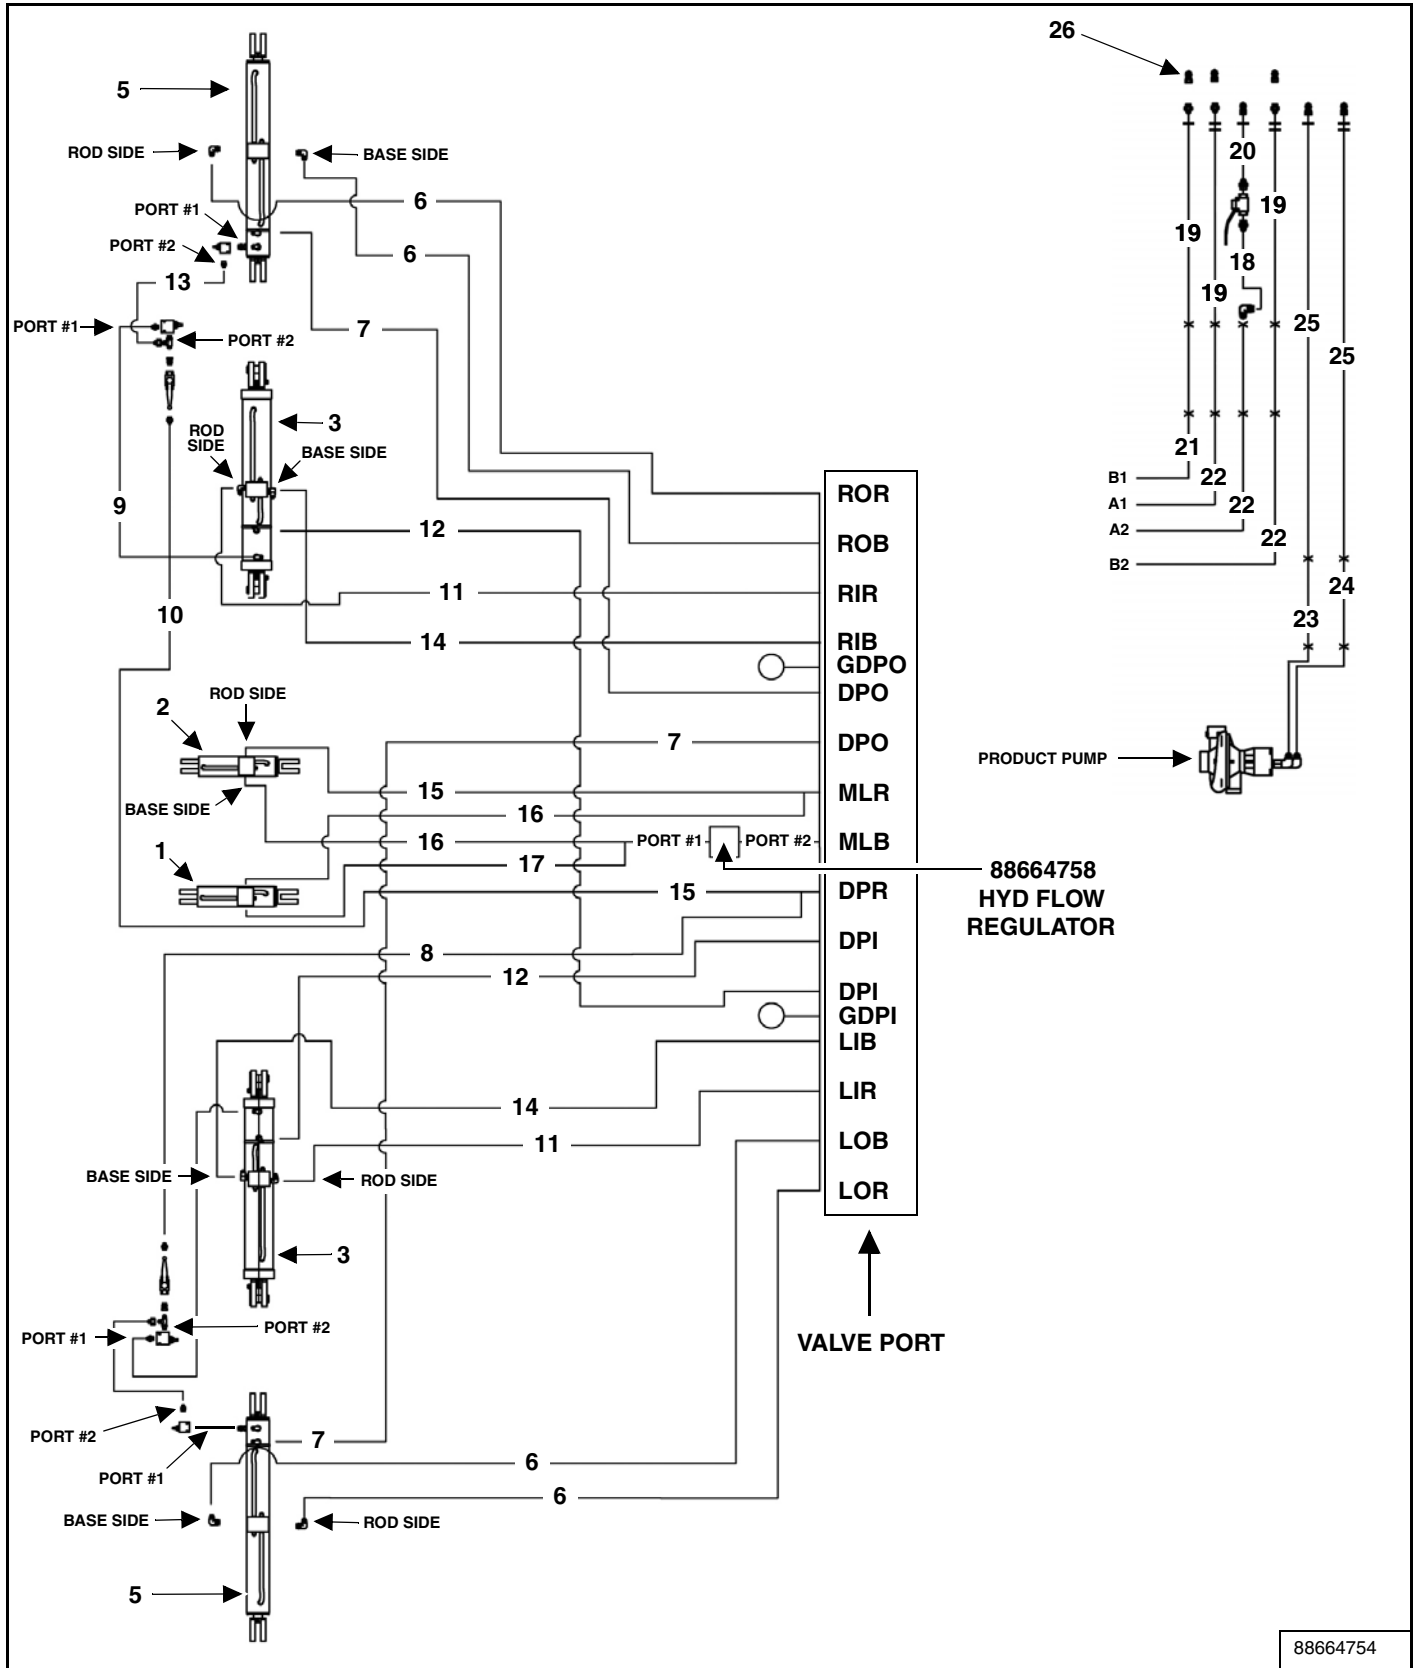 26
5
ROD SIDE
BASE SIDE
20
6
19
PORT #1
19
PORT #2
6
18
13
19
PORT #1
7
25
PORT #2
25
3
ROD
SIDE
BASE SIDE
21
B1
22
ROR
9
A1
22
12
A2
22
ROB
B2
24
11
RIR
10
23
14
RIB
GDPO
ROD SIDE
DPO
2
7
DPO
PRODUCT PUMP
15
MLR
BASE SIDE
16
16
PORT #1
PORT #2
MLB
1
17
88664758
HYD FLOW
REGULATOR
15
DPR
8
DPI
12
DPI
GDPI
LIB
LIR
14
11
LOB
BASE SIDE
ROD SIDE
LOR
3
PORT #2
PORT #1
VALVE PORT
PORT #2
7
6
PORT #1
6
BASE SIDE
ROD SIDE
5
88664754